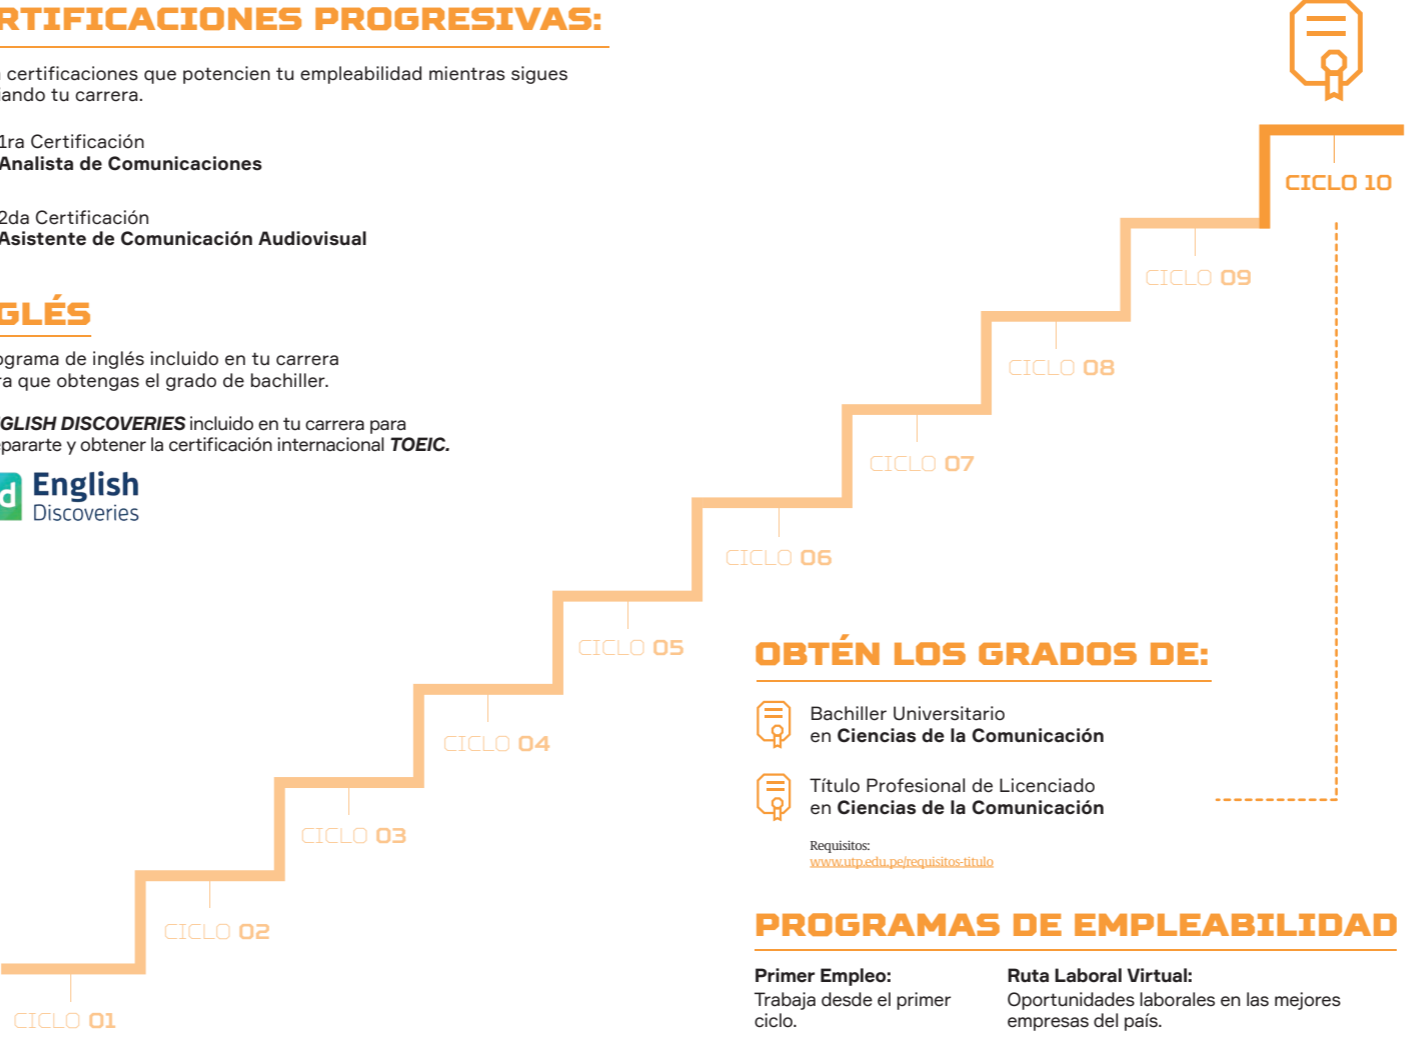 RTIFICACIONES PROGRESIVAS:
certificaciones que potencien tu empleabilidad mientras sigues
iando tu carrera.
1ra Certificación
Analista de Comunicaciones
2da Certificación
Asistente de Comunicación Audiovisual
GLÉS
ograma de inglés incluido en tu carrera
ra que obtengas el grado de bachiller.
GLISH DISCOVERIES incluido en tu carrera para
epararte y obtener la certificación internacional TOEIC.
d English
Discoveries
CICLO 10
CICLO 09
CICLO 08
CICLO 07
CICLO 06
CICLO 05
CICLO 04
CICLO 03
CICLO 02
CICLO 01
OBTÉN LOS GRADOS DE:
Bachiller Universitario
en Ciencias de la Comunicación
Título Profesional de Licenciado
en Ciencias de la Comunicación
Requisitos:
www.utp.edu.pe/requisitos-titulo
PROGRAMAS DE EMPLEABILIDAD
Primer Empleo:
Trabaja desde el primer
ciclo.
Ruta Laboral Virtual:
Oportunidades laborales en las mejores
empresas del país.